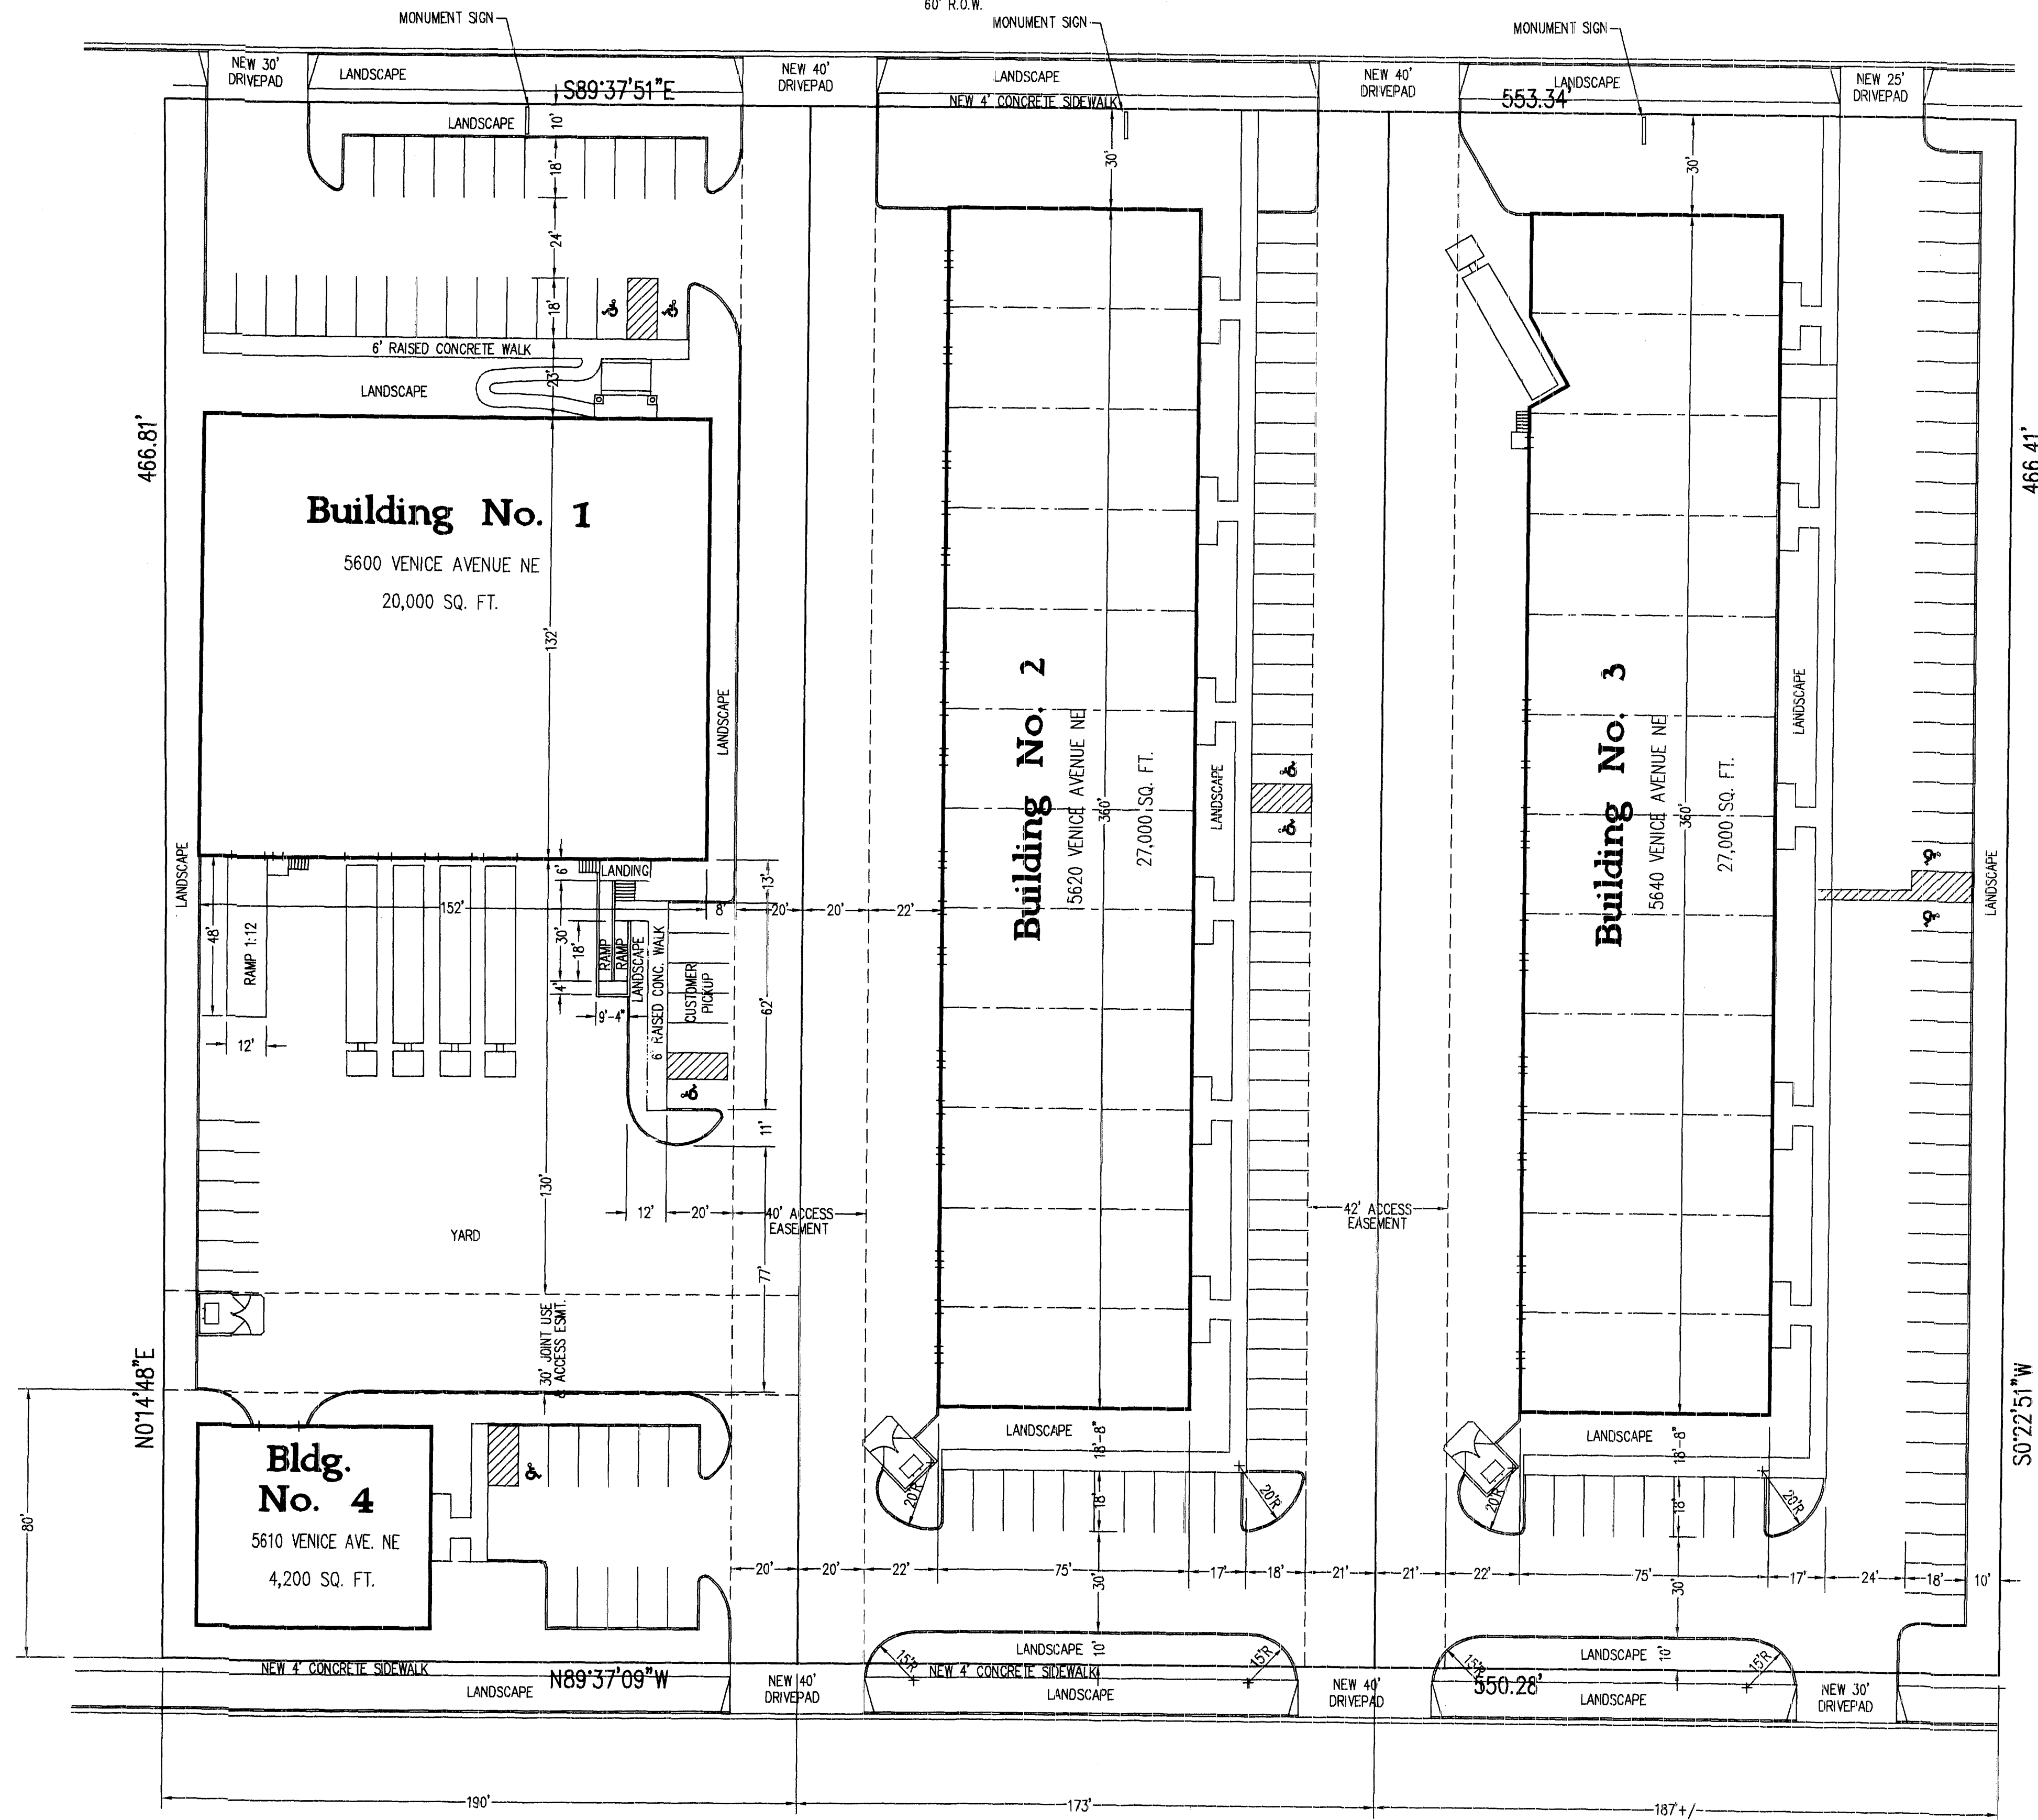 60' R.O.W.
MONUMENT SIGN
MONUMENT SIGN
MONUMENT SIGN
NEW 30'
DRIVEPAD
LANDSCAPE
S89°37'51"E
NEW 40'
DRIVEPAD
LANDSCAPE
NEW 4' CONCRETE SIDEWALK
NEW 40'
DRIVEPAD
LANDSCAPE
553.34'
NEW 25'
DRIVEPAD
LANDSCAPE
10'
18'
24'
18'
30'
30'
6' RAISED CONCRETE WALK
23'
LANDSCAPE
466.81'
466.41'
Building No. 1
5600 VENICE AVENUE NE
20,000 SQ. FT.
132'
LANDSCAPE
LANDSCAPE
Building No. 2
5620 VENICE AVENUE NE
360'
27,000 SQ. FT.
LANDSCAPE
Building No. 3
5640 VENICE AVENUE NE
360'
27,000 SQ. FT.
LANDSCAPE
LANDSCAPE
6'
LANDING
13'
152'
8'
20'
20'
22'
48'
RAMP 1:12
12'
30'
18'
4'
RAMP
RAMP
9'-4"
LANDSCAPE
6' RAISED CONC. WALK
CUSTOMER
PICKUP
62'
11'
130'
12'
20'
40' ACCESS
EASEMENT
42' ACCESS
EASEMENT
YARD
77'
30' JOINT USE
& ACCESS ESMT.
N0°14'48"E
S0°22'51"W
80'
Bldg.
No. 4
5610 VENICE AVE. NE
4,200 SQ. FT.
LANDSCAPE
18'-8"
18'
20'R
20'R
LANDSCAPE
18'-8"
18'
20'R
20'R
20'
20'
22'
75'
30'
17'
18'
21'
21'
22'
75'
30'
17'
24'
18'
10'
LANDSCAPE
10'
15'R
15'R
LANDSCAPE
10'
15'R
15'R
NEW 4' CONCRETE SIDEWALK
N89°37'09"W
LANDSCAPE
NEW 40'
DRIVEPAD
NEW 4' CONCRETE SIDEWALK
LANDSCAPE
NEW 40'
DRIVEPAD
550.28'
LANDSCAPE
NEW 30'
DRIVEPAD
190'
173'
187'+/-